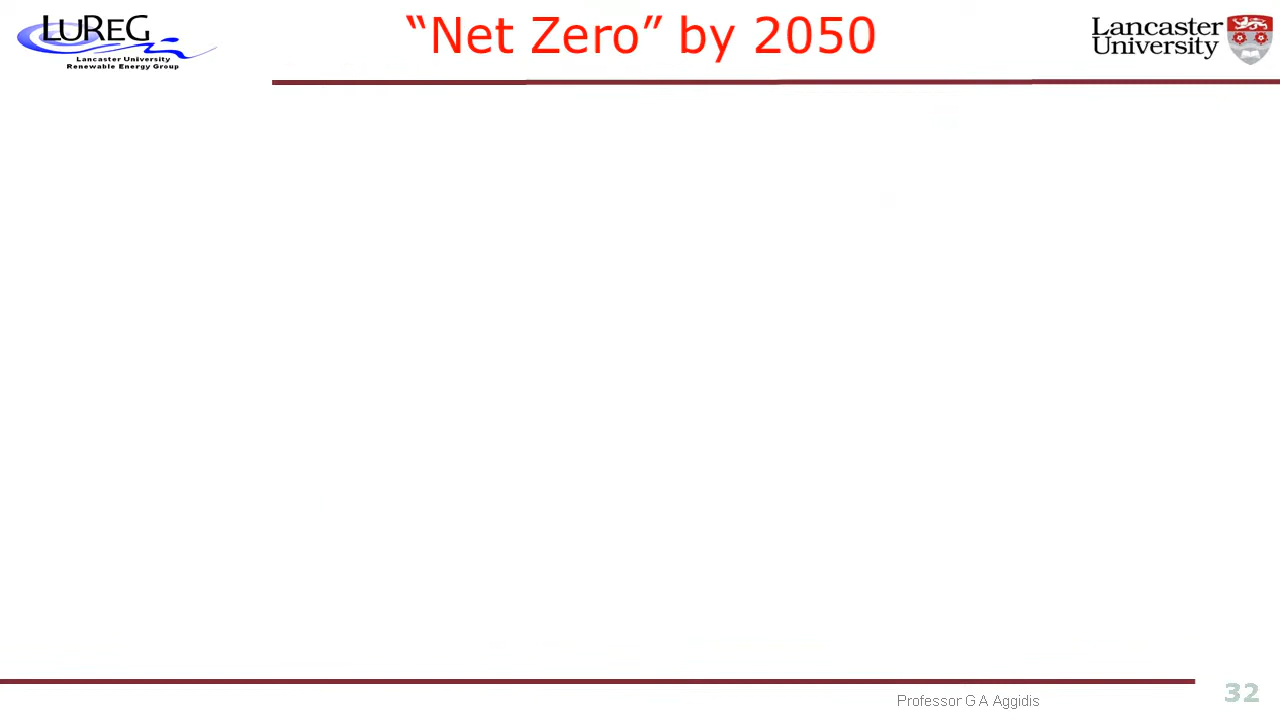 LUREG
Lancaster University
Renewable Energy Group
“Net Zero” by 2050
Lancaster
University
Professor G A Aggidis
32